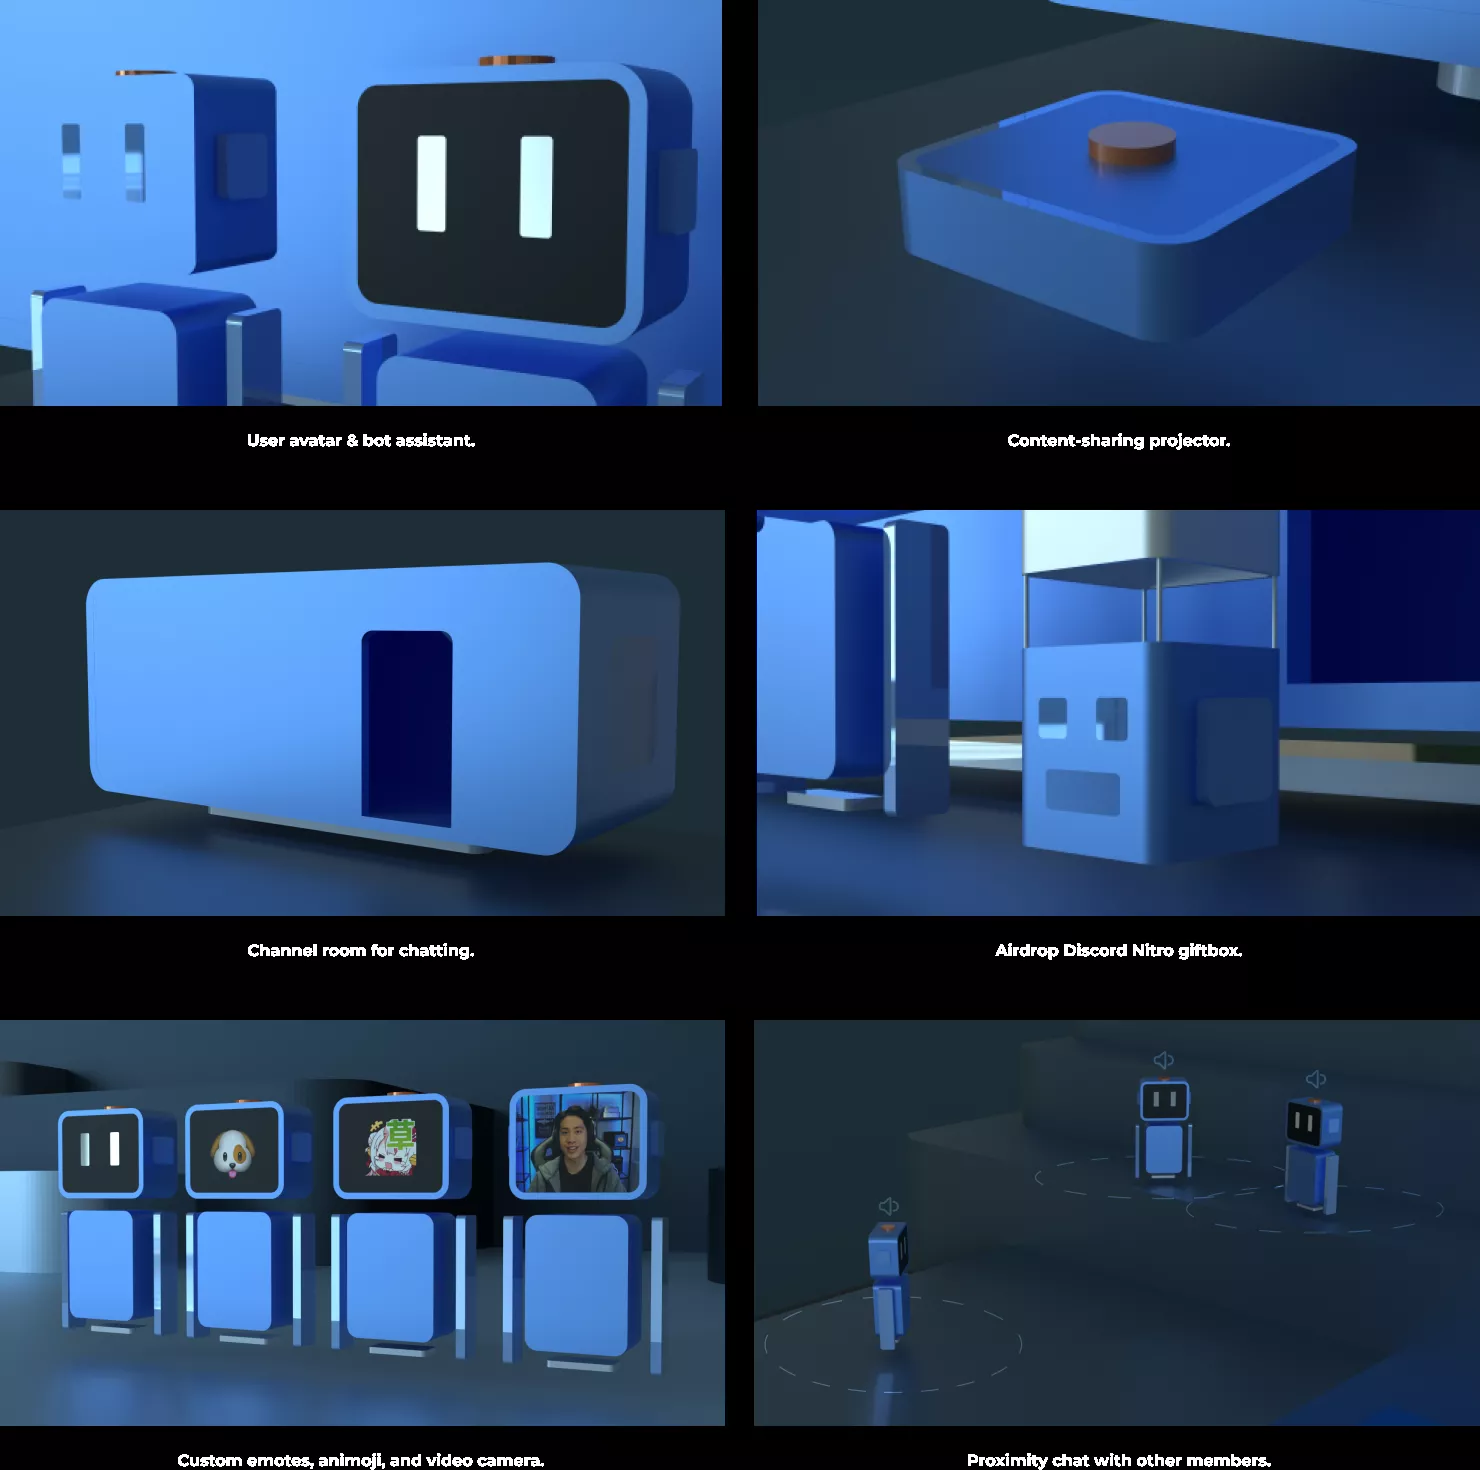 User avatar & bot assistant.
Content-sharing projector.
Channel room for chatting.
Airdrop Discord Nitro giftbox.
草
Custom emotes, animoji, and video camera.
Proximity chat with other members.